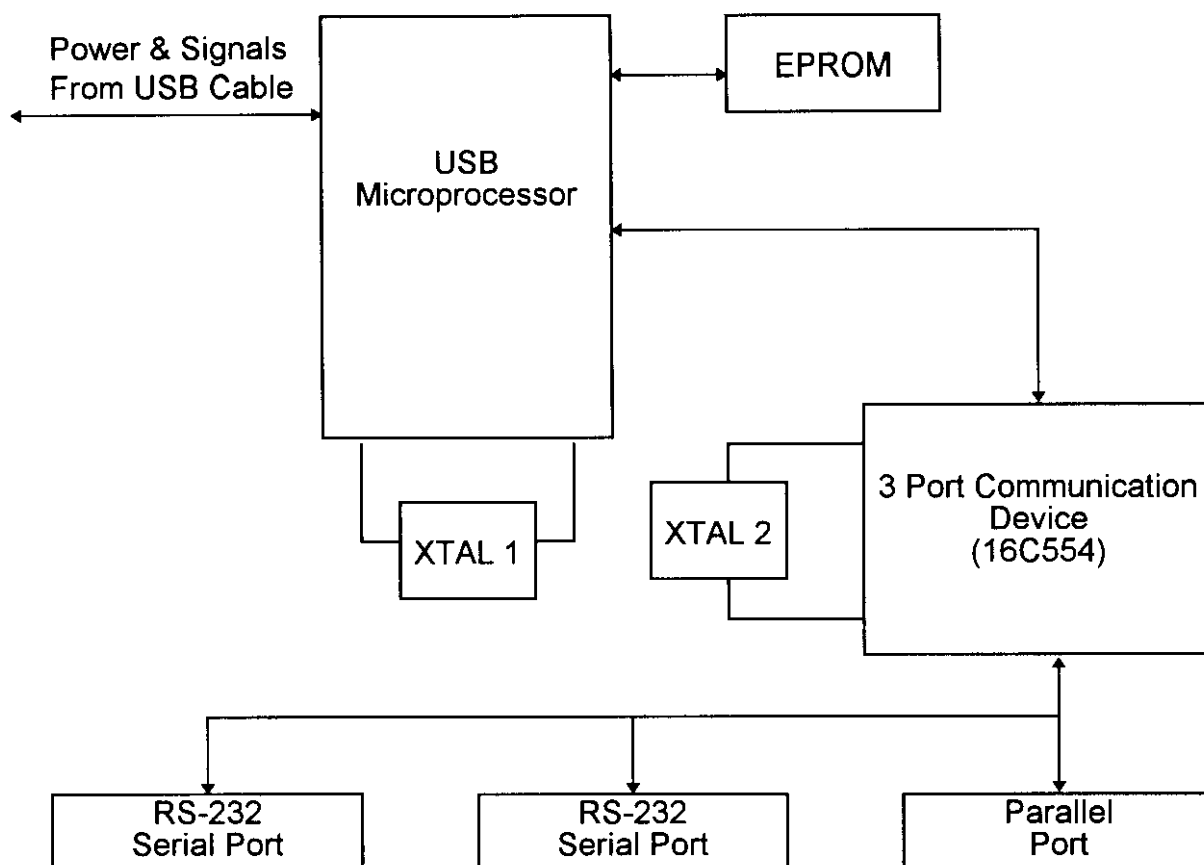 Power & Signals
From USB Cable
EPROM
USB
Microprocessor
3 Port Communication
Device
(16C554)
XTAL 1
XTAL 2
RS-232
Serial Port
RS-232
Serial Port
Parallel
Port